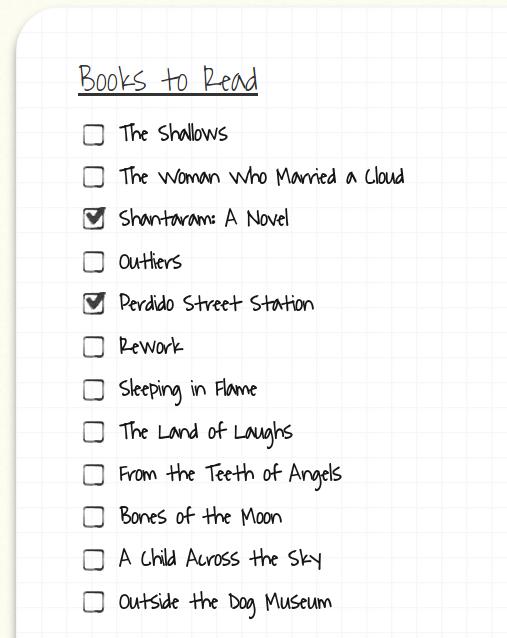 Books to Read
The Shallows
The Woman Who Married a Cloud
Shantaram: A Novel
Outliers
Perdido Street Station
Rework
Sleeping in Flame
The Land of Laughs
From the Teeth of Angels
Bones of the Moon
A Child Across the Sky
Outside the Dog Museum